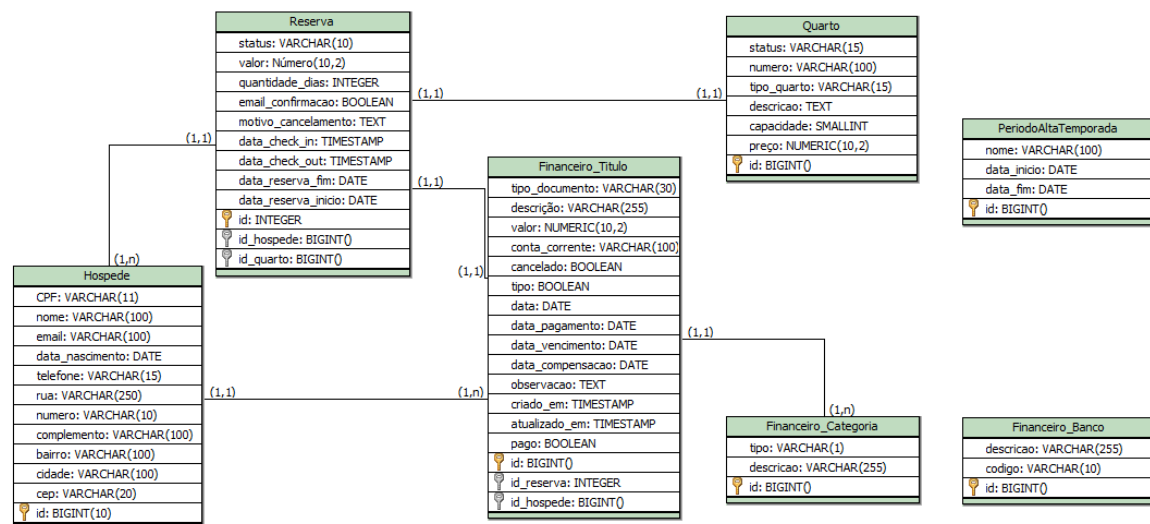 Reserva
status: VARCHAR(10)
valor: Número(10,2)
quantidade_dias: INTEGER
email_confirmacao: BOOLEAN
motivo_cancelamento: TEXT
data_check_in: TIMESTAMP
data_check_out: TIMESTAMP
data_reserva_fim: DATE
data_reserva_inicio: DATE
id: INTEGER
id_hospede: BIGINT()
id_quarto: BIGINT()
(1,1)
(1,1)
Quarto
status: VARCHAR(15)
numero: VARCHAR(100)
tipo_quarto: VARCHAR(15)
descricao: TEXT
capacidade: SMALLINT
preço: NUMERIC(10,2)
id: BIGINT()
PeriodoAltaTemporada
nome: VARCHAR(100)
data_inicio: DATE
data_fim: DATE
id: BIGINT()
(1,1)
(1,n)
(1,1)
(1,1)
Hospede
CPF: VARCHAR(11)
nome: VARCHAR(100)
email: VARCHAR(100)
data_nascimento: DATE
telefone: VARCHAR(15)
rua: VARCHAR(250)
numero: VARCHAR(10)
complemento: VARCHAR(100)
bairro: VARCHAR(100)
cidade: VARCHAR(100)
cep: VARCHAR(20)
id: BIGINT(10)
(1,1)
(1,n)
Financeiro_Titulo
tipo_documento: VARCHAR(30)
descrição: VARCHAR(255)
valor: NUMERIC(10,2)
conta_corrente: VARCHAR(100)
cancelado: BOOLEAN
tipo: BOOLEAN
data: DATE
data_pagamento: DATE
data_vencimento: DATE
data_compensacao: DATE
observacao: TEXT
criado_em: TIMESTAMP
atualizado_em: TIMESTAMP
pago: BOOLEAN
id: BIGINT()
id_reserva: INTEGER
id_hospede: BIGINT()
(1,1)
(1,n)
Financeiro_Categoria
tipo: VARCHAR(1)
descricao: VARCHAR(255)
id: BIGINT()
Financeiro_Banco
descricao: VARCHAR(255)
codigo: VARCHAR(10)
id: BIGINT()